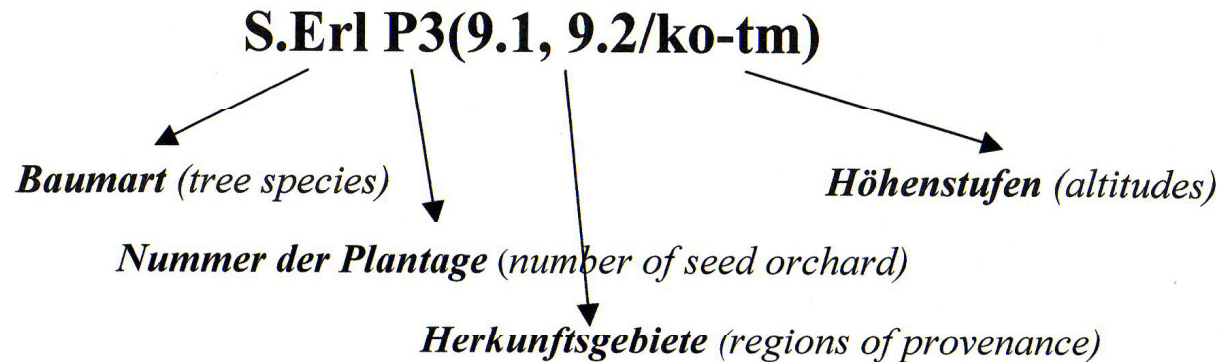 S.Erl P3(9.1, 9.2/ko-tm)
Baumart (tree species)
Höhenstufen (altitudes)
Nummer der Plantage (number of seed orchard)
Herkunftsgebiete (regions of provenance)